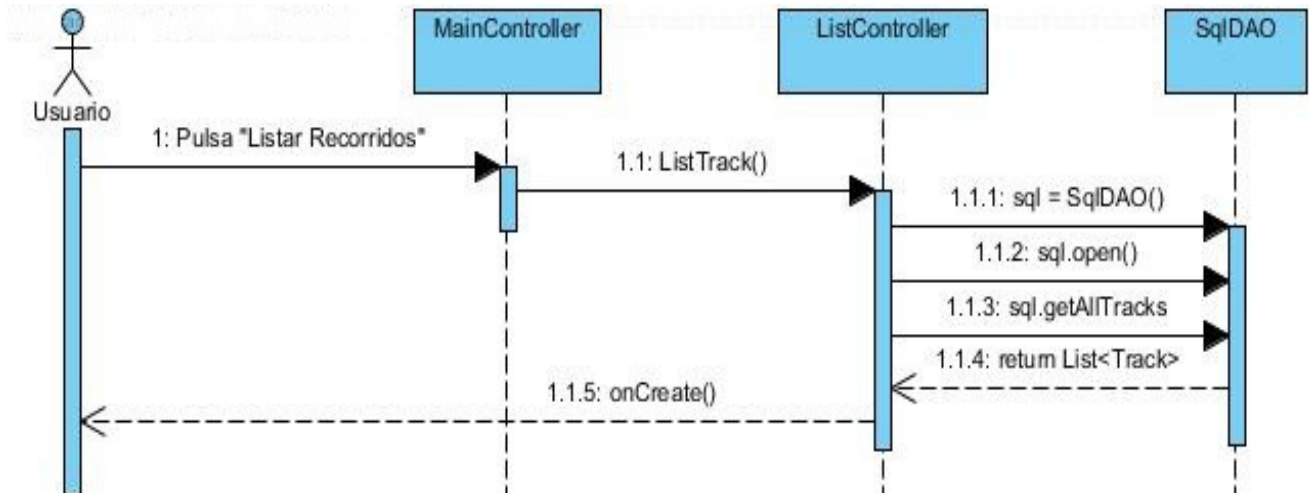 MainController
ListController
SqlDAO
Usuario
1: Pulsa "Listar Recorridos"
1.1: ListTrack()
1.1.1: sql = SqlDAO()
1.1.2: sql.open()
1.1.3: sql.getAllTracks
1.1.4: return List<Track>
1.1.5: onCreate()